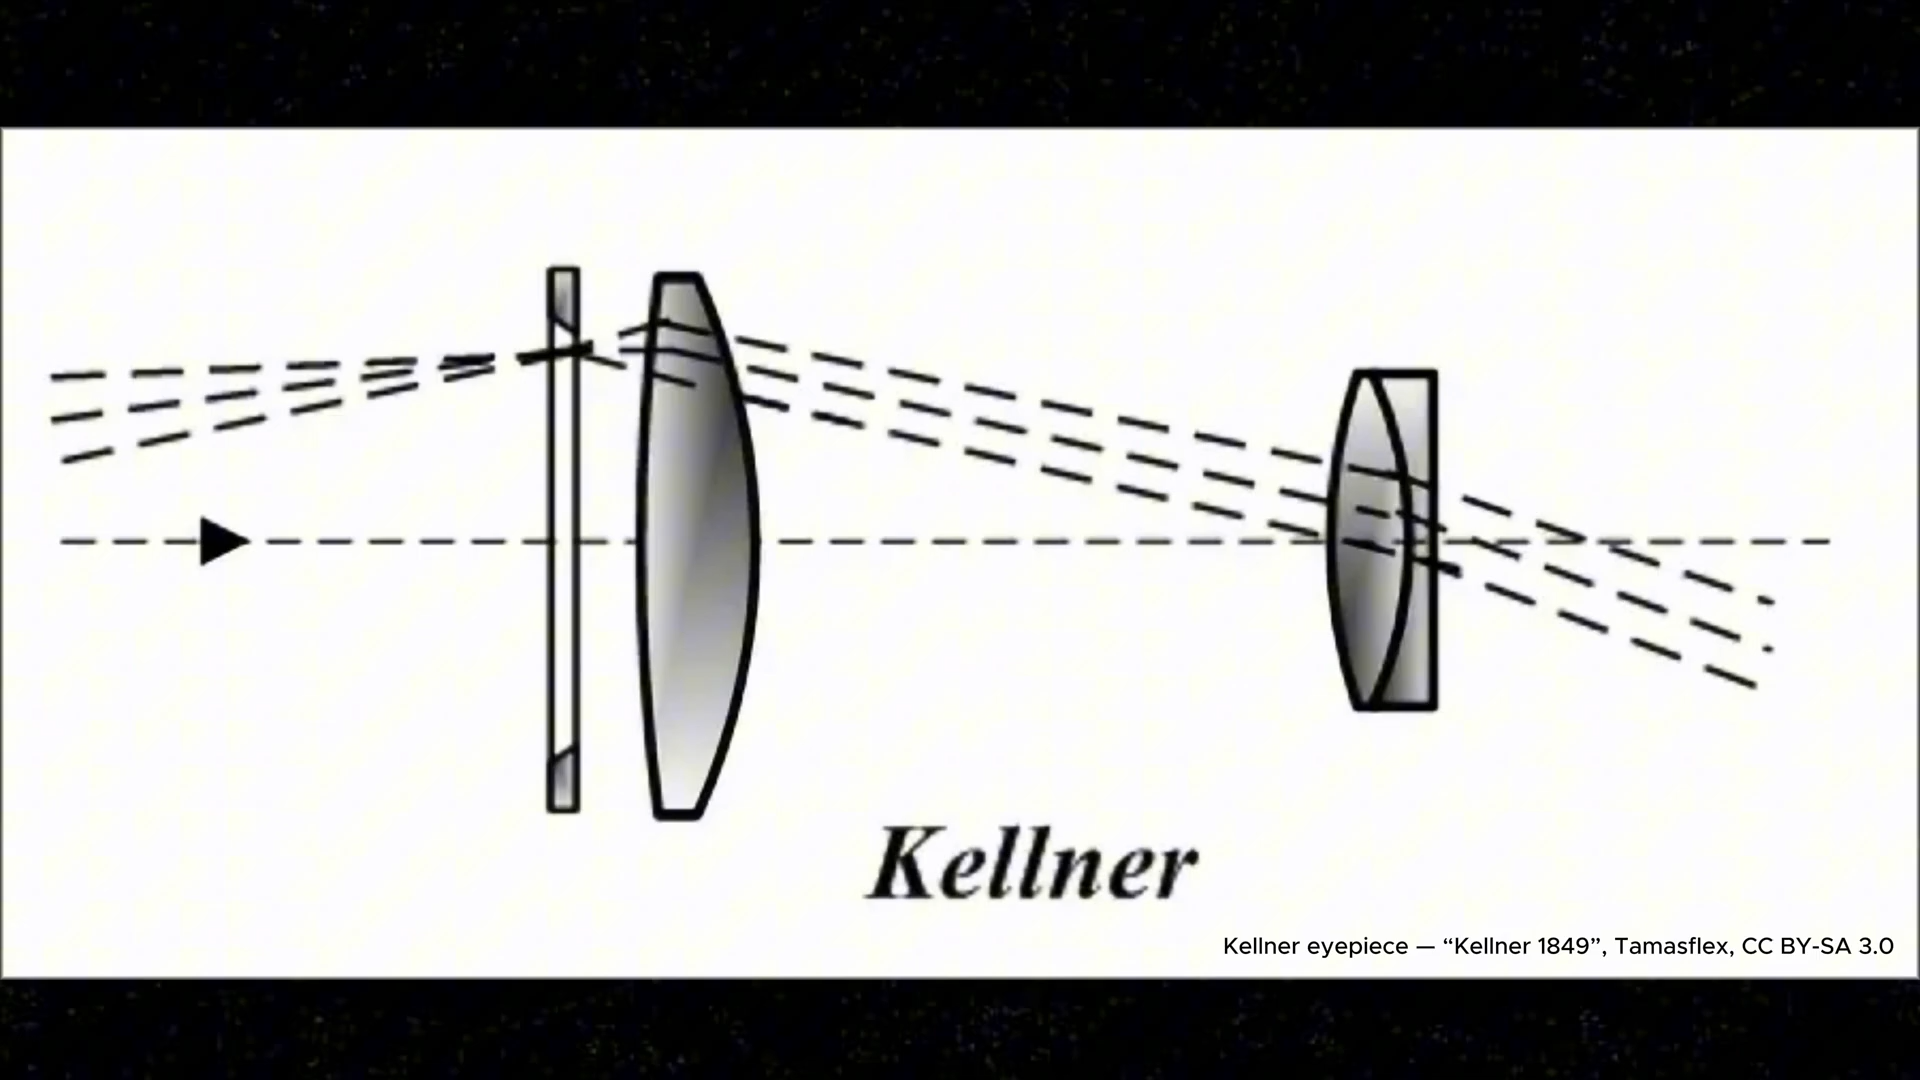 Kellner
Kellner eyepiece — “Kellner 1849”, Tamasflex, CC BY-SA 3.0